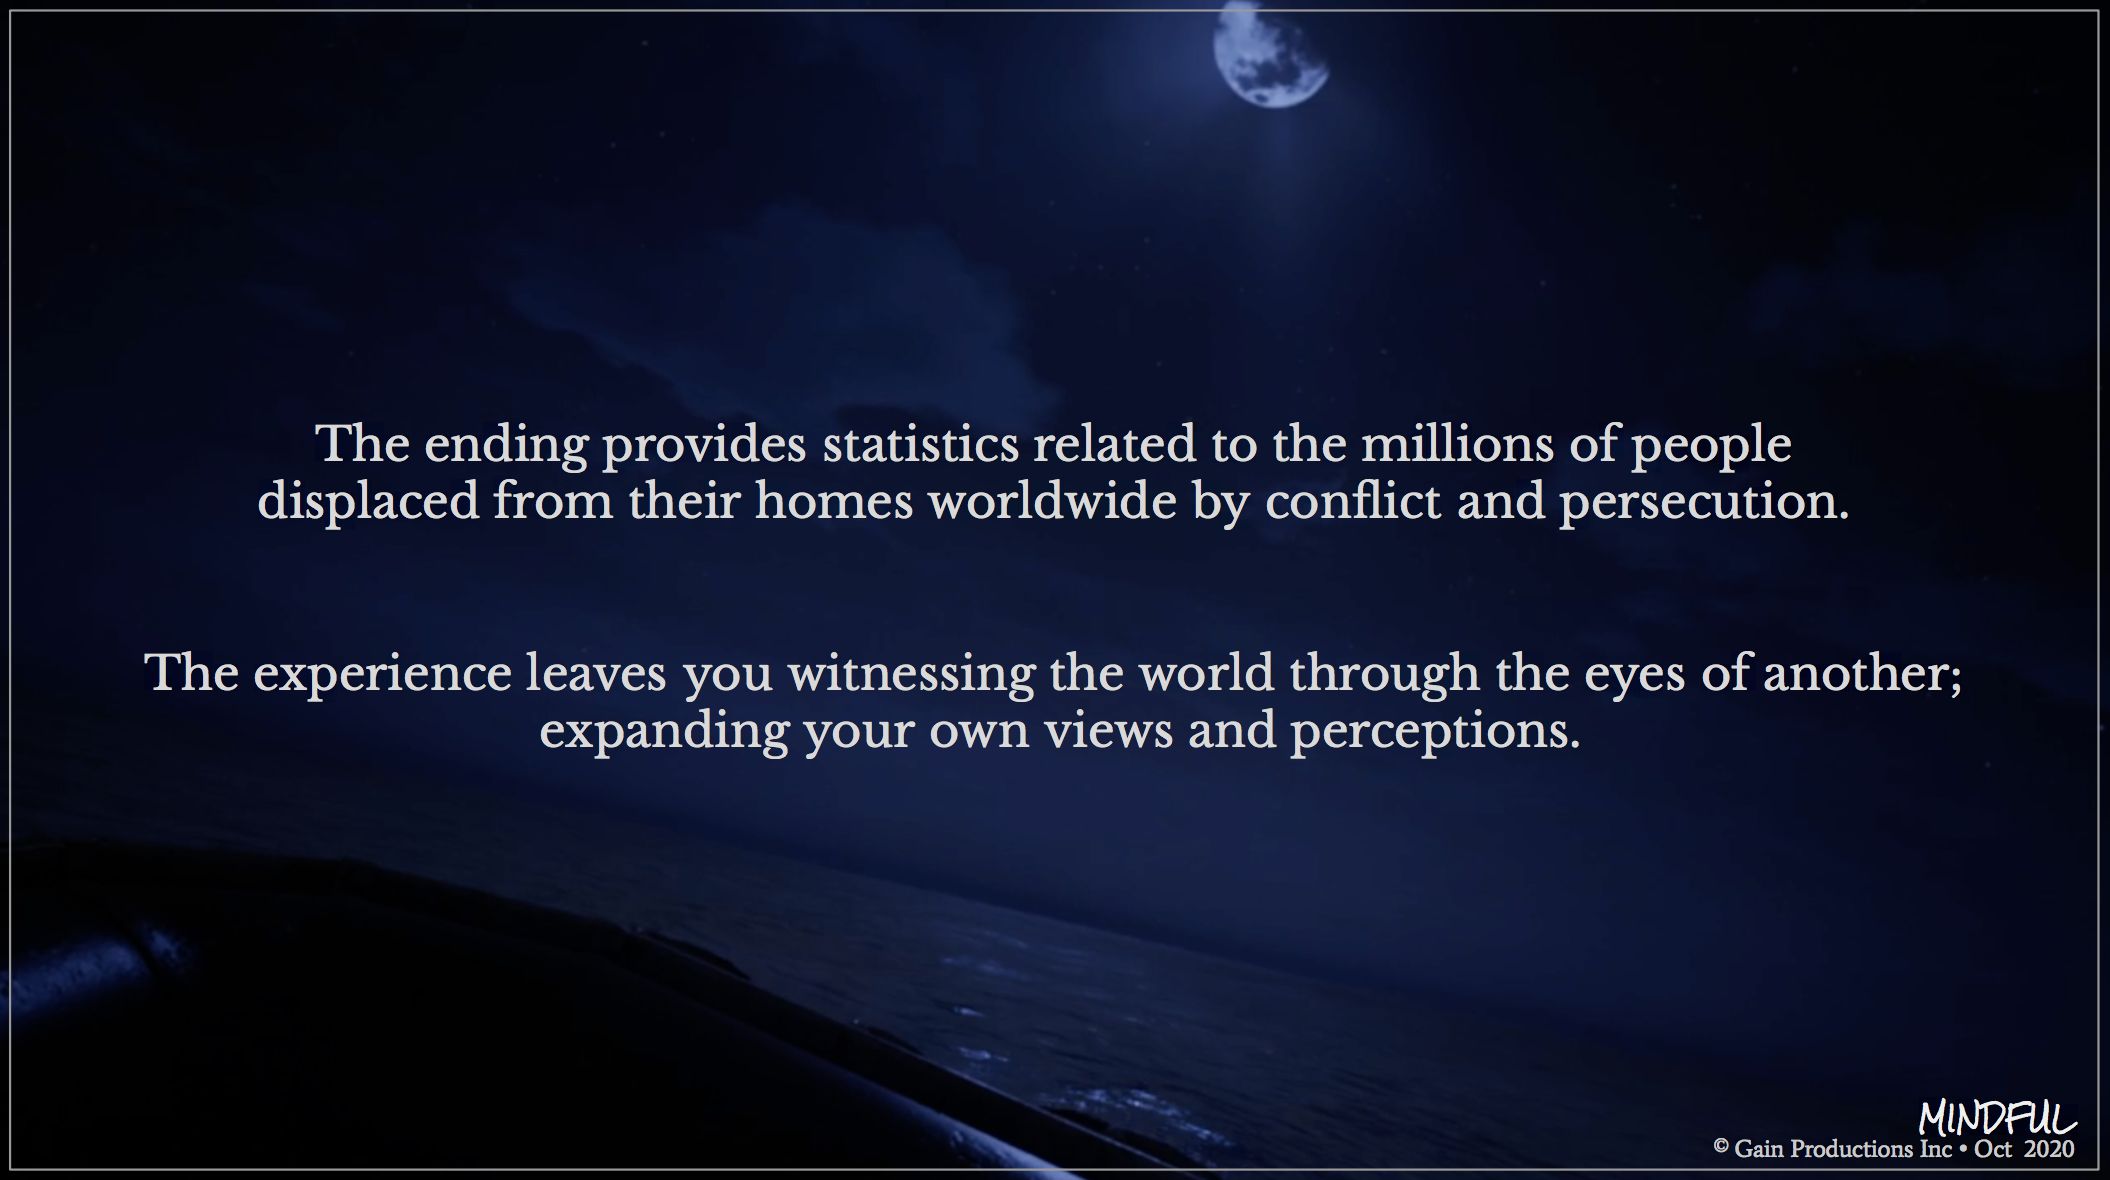 The ending provides statistics related to the millions of people
displaced from their homes worldwide by conflict and persecution.
The experience leaves you witnessing the world through the eyes of another;
expanding your own views and perceptions.
MINDFUL
© Gain Productions Inc • Oct 2020